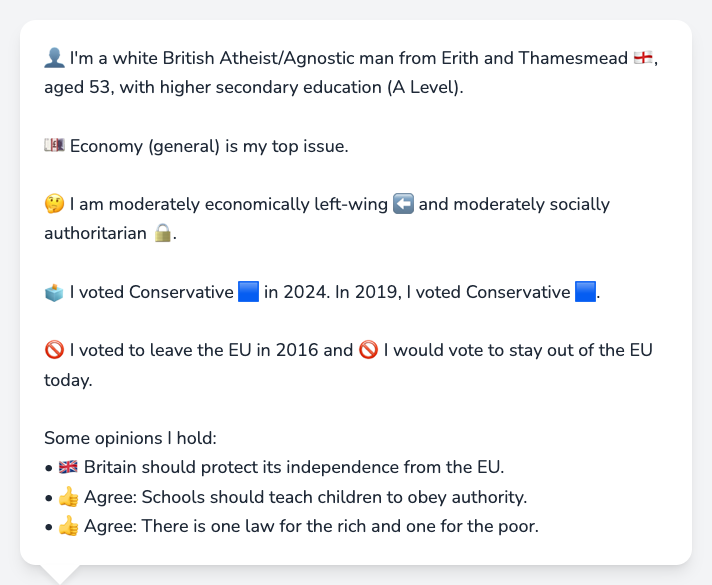 👤 I'm a white British Atheist/Agnostic man from Erith and Thamesmead 🏴󠁧󠁢󠁥󠁮󠁧󠁿,
aged 53, with higher secondary education (A Level).
💷 Economy (general) is my top issue.
🤔 I am moderately economically left-wing ⬅️ and moderately socially
authoritarian 🔒.
🗳️ I voted Conservative 🟦 in 2024. In 2019, I voted Conservative 🟦.
🚫 I voted to leave the EU in 2016 and 🚫 I would vote to stay out of the EU
today.
Some opinions I hold:
• 🇬🇧 Britain should protect its independence from the EU.
• 👍 Agree: Schools should teach children to obey authority.
• 👍 Agree: There is one law for the rich and one for the poor.